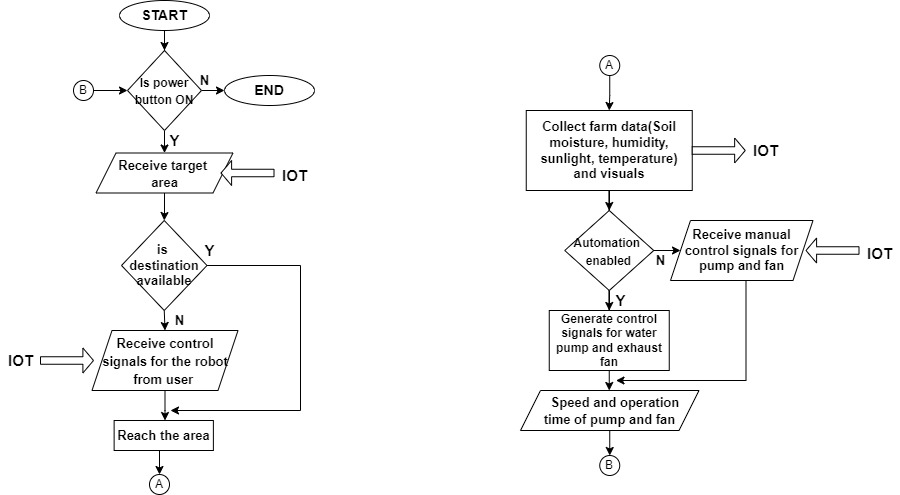 START
B
Is power
button ON
N
END
Y
Receive target
area
IOT
is
destination
available
Y
N
IOT
Receive control
signals for the robot
from user
Reach the area
A
A
Collect farm data(Soil
moisture, humidity,
sunlight, temperature)
and visuals
IOT
Automation
enabled
N
Receive manual
control signals for
pump and fan
IOT
Y
Generate control
signals for water
pump and exhaust
fan
Speed and operation
time of pump and fan
B